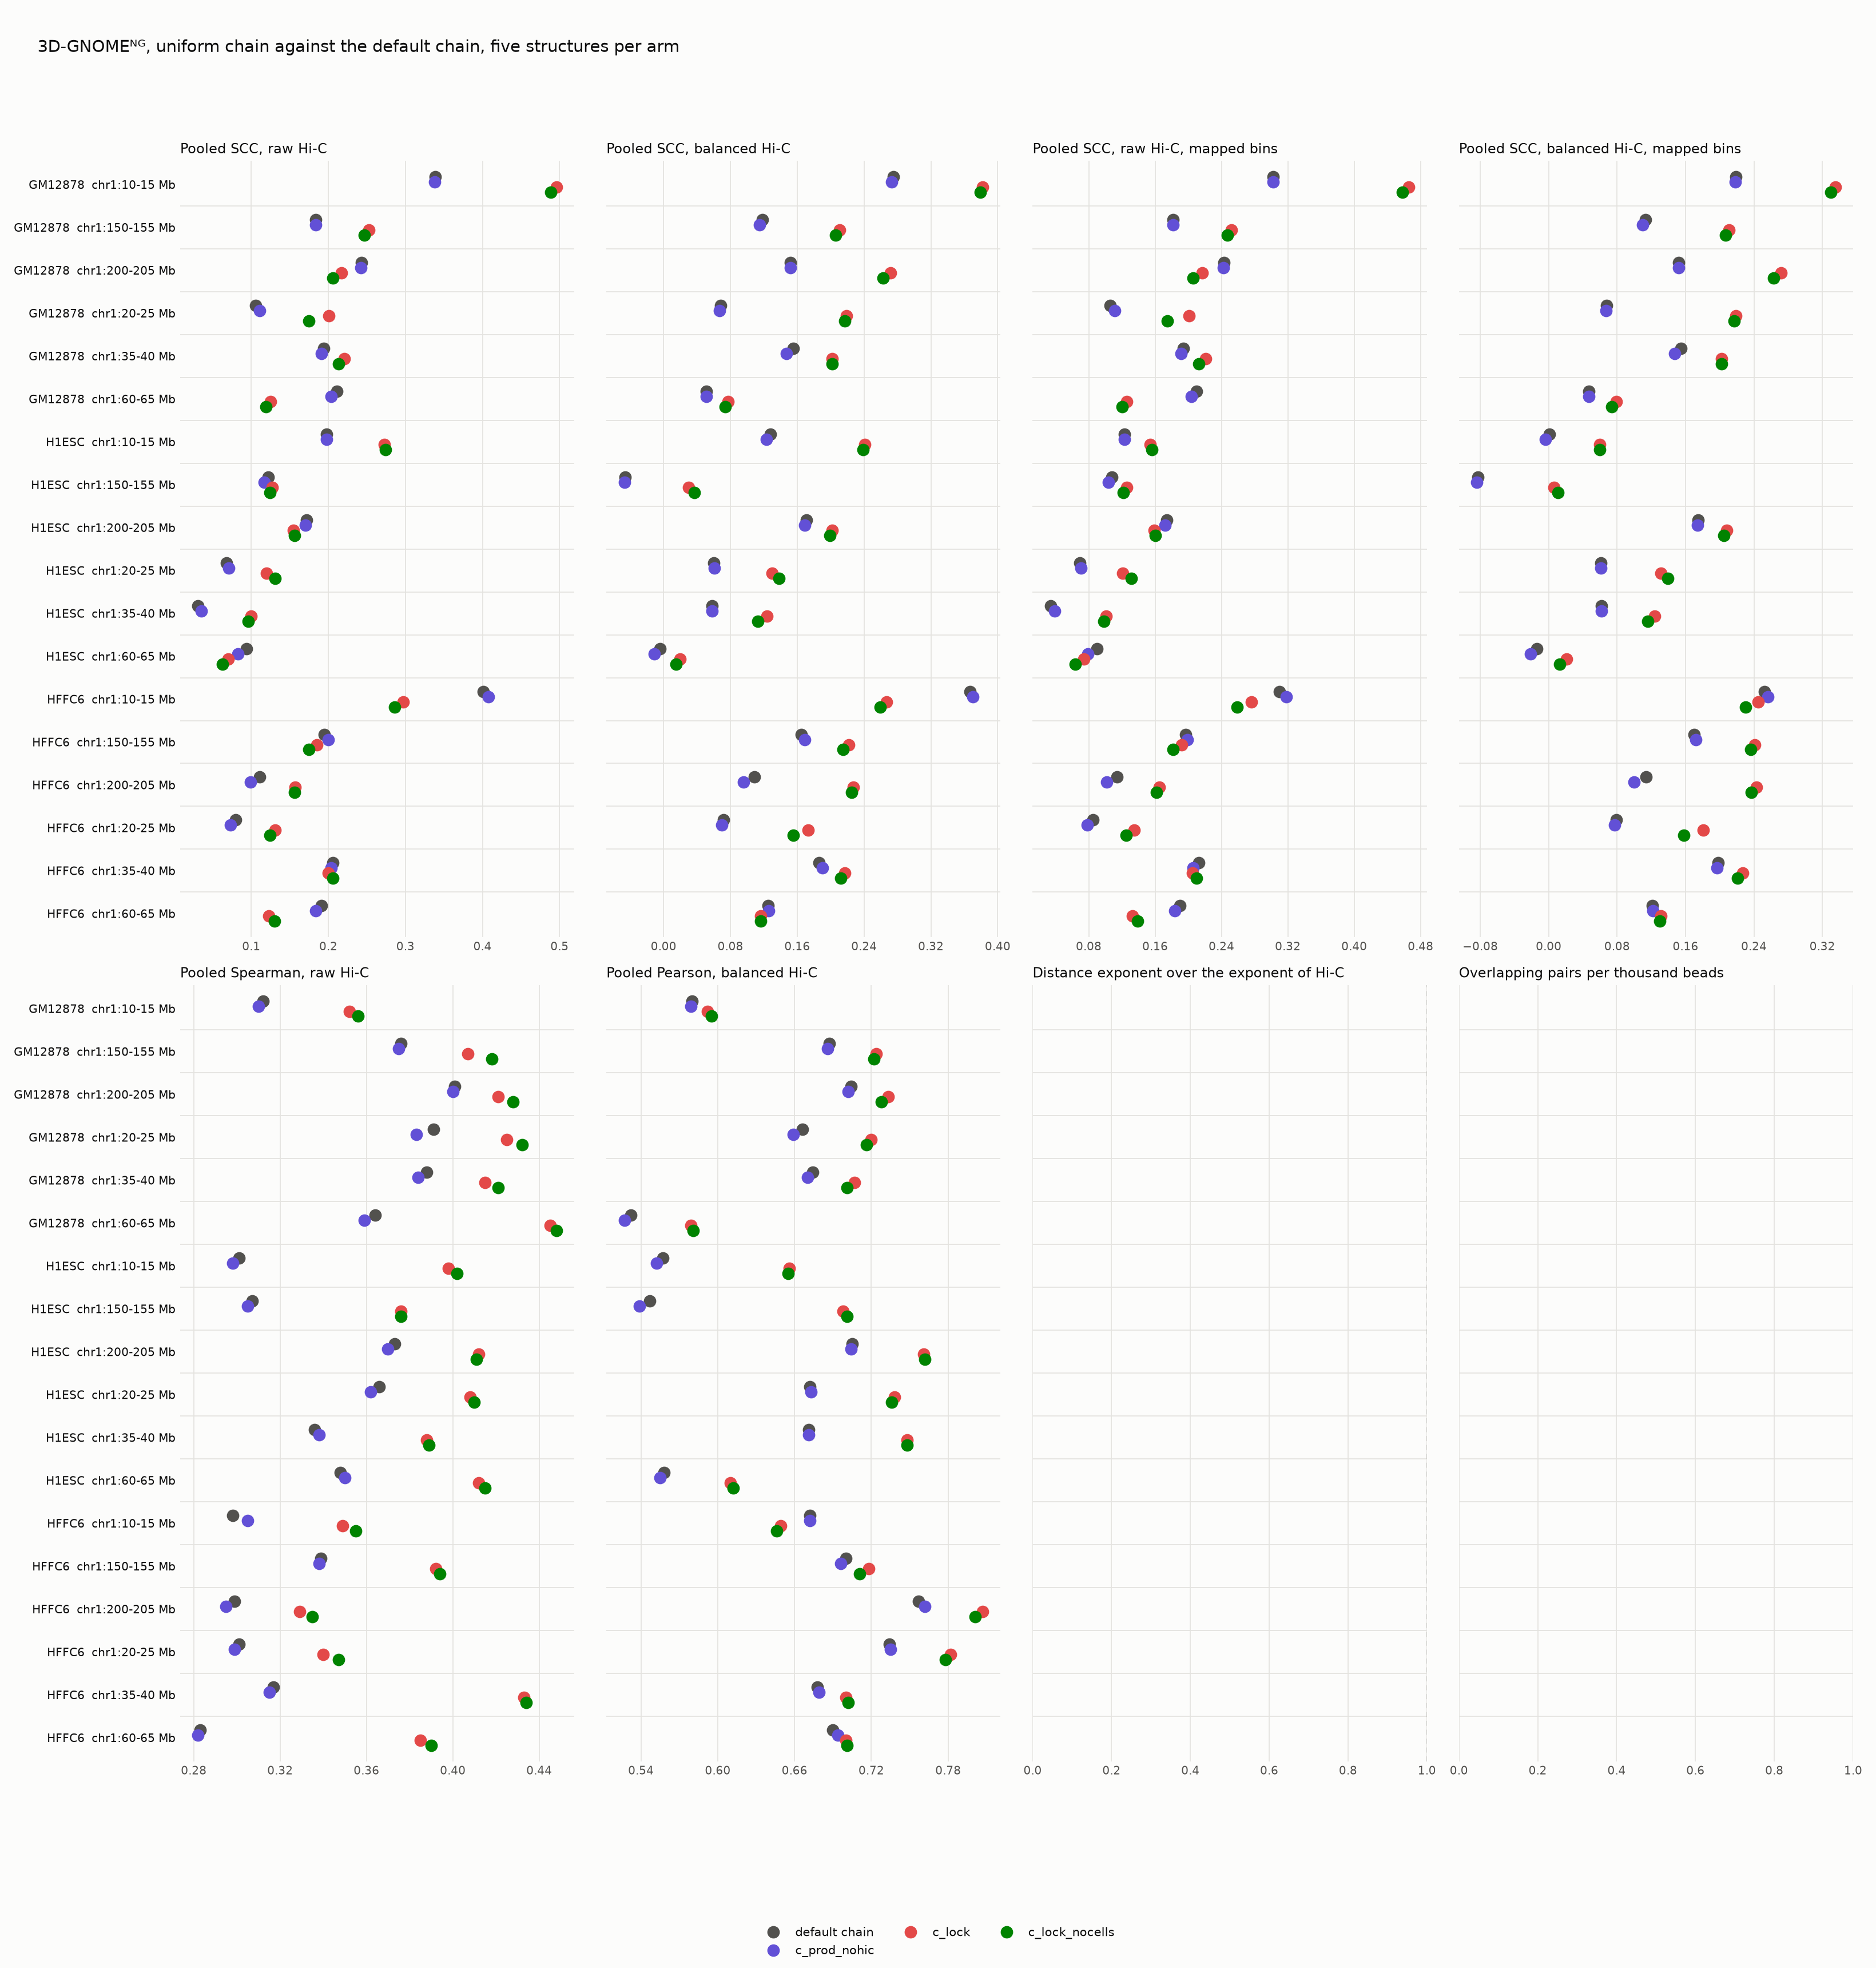 3D-GNOMEᴺᴳ, uniform chain against the default chain, five structures per arm
Pooled SCC, raw Hi-C
Pooled SCC, balanced Hi-C
Pooled SCC, raw Hi-C, mapped bins
Pooled SCC, balanced Hi-C, mapped bins
GM12878 chr1:10-15 Mb
GM12878 chr1:150-155 Mb
GM12878 chr1:200-205 Mb
GM12878 chr1:20-25 Mb
GM12878 chr1:35-40 Mb
GM12878 chr1:60-65 Mb
H1ESC chr1:10-15 Mb
H1ESC chr1:150-155 Mb
H1ESC chr1:200-205 Mb
H1ESC chr1:20-25 Mb
H1ESC chr1:35-40 Mb
H1ESC chr1:60-65 Mb
HFFC6 chr1:10-15 Mb
HFFC6 chr1:150-155 Mb
HFFC6 chr1:200-205 Mb
HFFC6 chr1:20-25 Mb
HFFC6 chr1:35-40 Mb
HFFC6 chr1:60-65 Mb
0.1 0.2 0.3 0.4 0.5
0.00 0.08 0.16 0.24 0.32 0.40
0.08 0.16 0.24 0.32 0.40 0.48
−0.08 0.00 0.08 0.16 0.24 0.32
Pooled Spearman, raw Hi-C
Pooled Pearson, balanced Hi-C
Distance exponent over the exponent of Hi-C
Overlapping pairs per thousand beads
GM12878 chr1:10-15 Mb
GM12878 chr1:150-155 Mb
GM12878 chr1:200-205 Mb
GM12878 chr1:20-25 Mb
GM12878 chr1:35-40 Mb
GM12878 chr1:60-65 Mb
H1ESC chr1:10-15 Mb
H1ESC chr1:150-155 Mb
H1ESC chr1:200-205 Mb
H1ESC chr1:20-25 Mb
H1ESC chr1:35-40 Mb
H1ESC chr1:60-65 Mb
HFFC6 chr1:10-15 Mb
HFFC6 chr1:150-155 Mb
HFFC6 chr1:200-205 Mb
HFFC6 chr1:20-25 Mb
HFFC6 chr1:35-40 Mb
HFFC6 chr1:60-65 Mb
0.28 0.32 0.36 0.40 0.44
0.54 0.60 0.66 0.72 0.78
0.0 0.2 0.4 0.6 0.8 1.0
0.0 0.2 0.4 0.6 0.8 1.0
default chain
c_lock
c_lock_nocells
c_prod_nohic